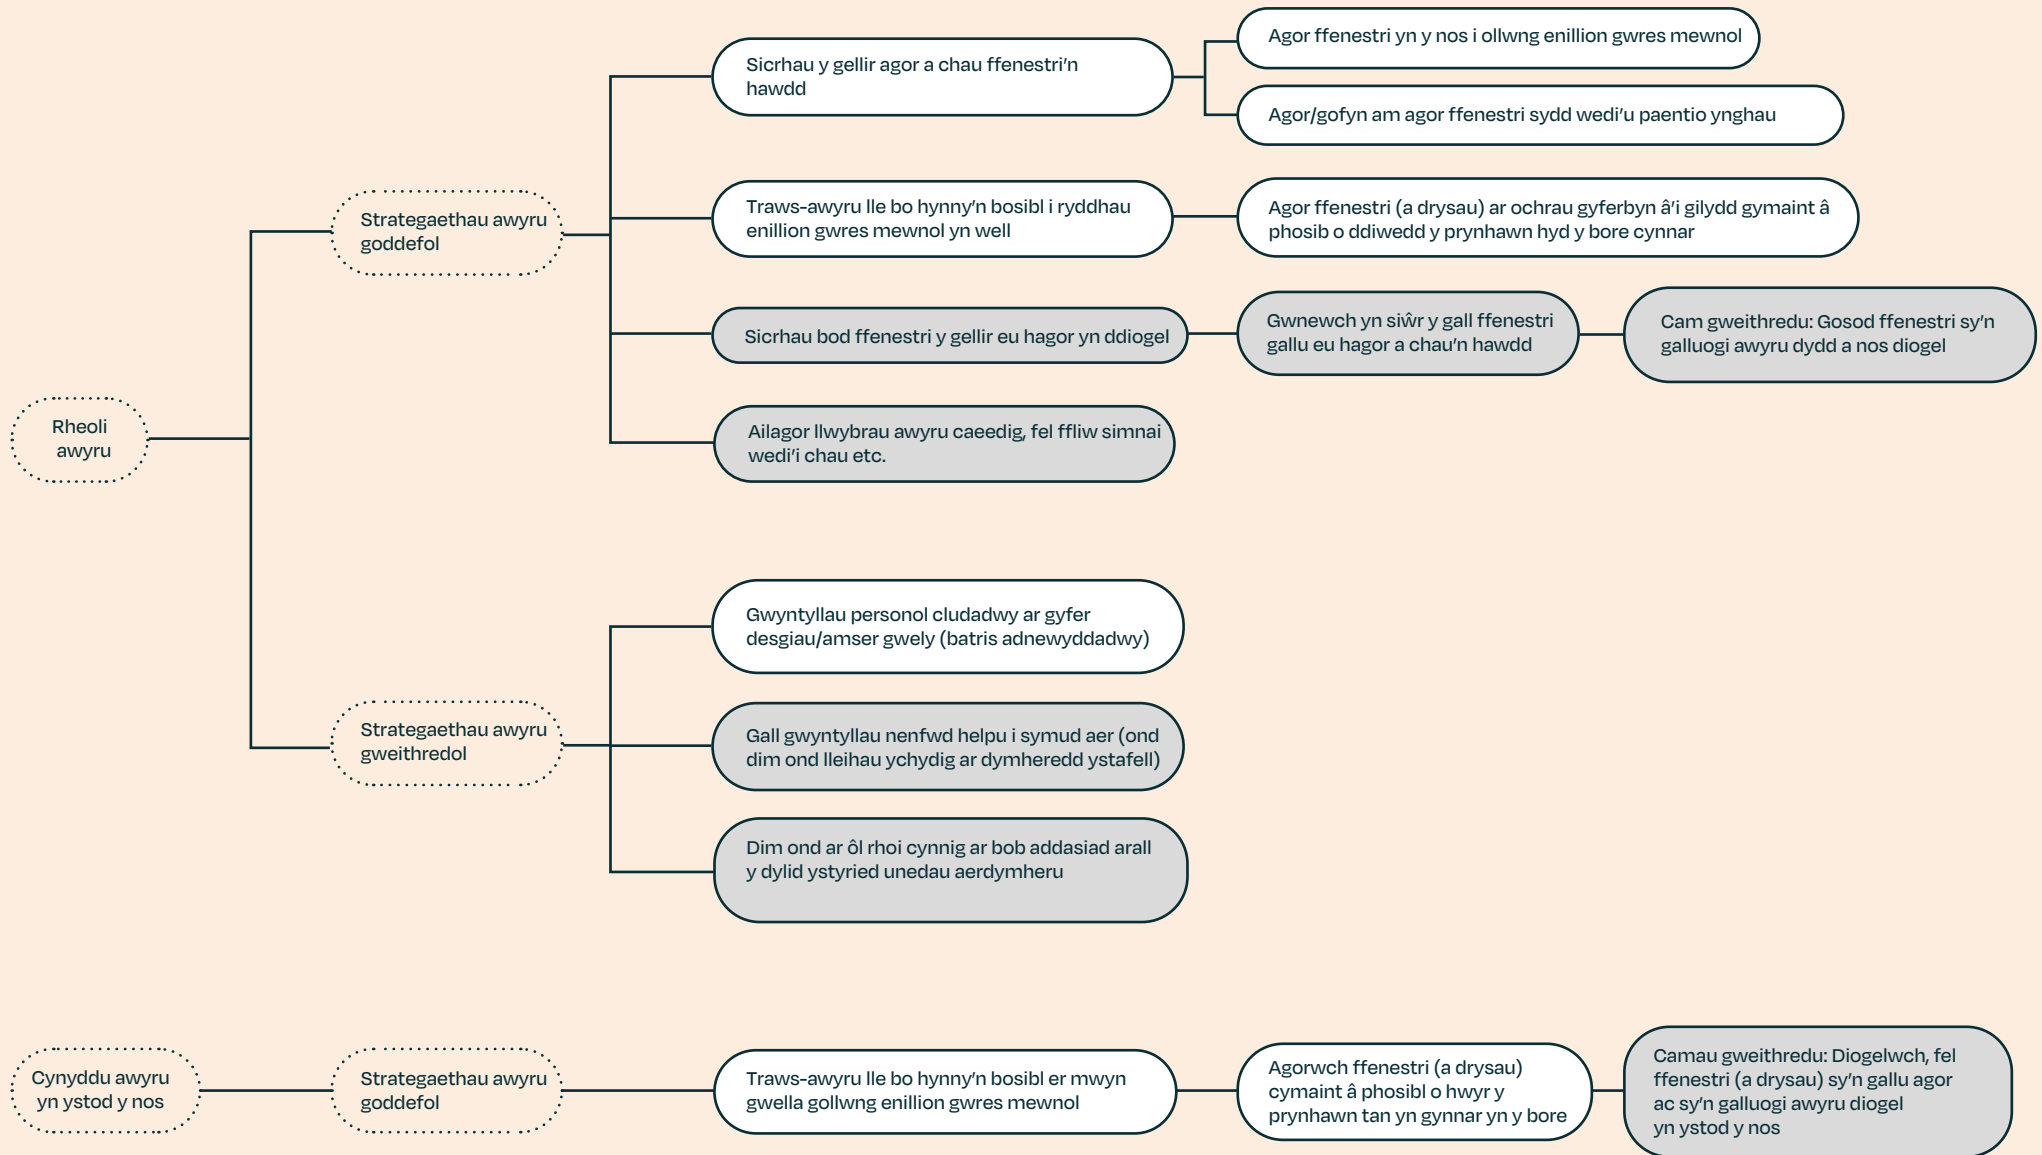 Rheoli
awyru
Strategaethau awyru
goddefol
Sicrhau y gellir agor a chau ffenestri'n
hawdd
Agor ffenestri yn y nos i ollwng enillion gwres mewnol
Agor/gofyn am agor ffenestri sydd wedi'u paentio ynghau
Traws-awyru lle bo hynny'n bosibl i ryddhau
enillion gwres mewnol yn well
Agor ffenestri (a drysau) ar ochrau gyferbyn â'i gilydd gymaint â
phosib o ddiwedd y prynhawn hyd y bore cynnar
Sicrhau bod ffenestri y gellir eu hagor yn ddiogel
Gwnewch yn siŵr y gall ffenestri
gallu eu hagor a chau'n hawdd
Cam gweithredu: Gosod ffenestri sy'n
galluogi awyru dydd a nos diogel
Ailagor llwybrau awyru caeedig, fel ffliw simnai
wedi'i chau etc.
Strategaethau awyru
gweithredol
Gwyntyllau personol cludadwy ar gyfer
desgiau/amser gwely (batris adnewyddadwy)
Gall gwyntyllau nenfwd helpu i symud aer (ond
dim ond lleihau ychydig ar dymheredd ystafell)
Dim ond ar ôl rhoi cynnig ar bob addasiad arall
y dylid ystyried unedau aerdymheru
Cynyddu awyru
yn ystod y nos
Strategaethau awyru
goddefol
Traws-awyru lle bo hynny'n bosibl er mwyn
gwella gollwng enillion gwres mewnol
Agorwch ffenestri (a drysau)
cymaint â phosibl o hwyr y
prynhawn tan yn gynnar yn y bore
Camau gweithredu: Diogelwch, fel
ffenestri (a drysau) sy'n gallu agor
ac sy'n galluogi awyru diogel
yn ystod y nos